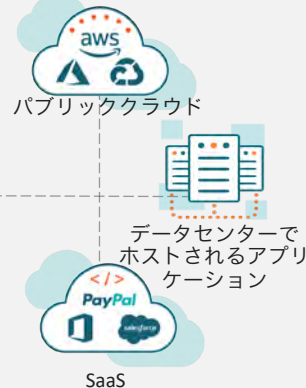 aws
パブリッククラウド
データセンターで
ホストされるアプリ
ケーション
</>
PayPal
salesforce
SaaS